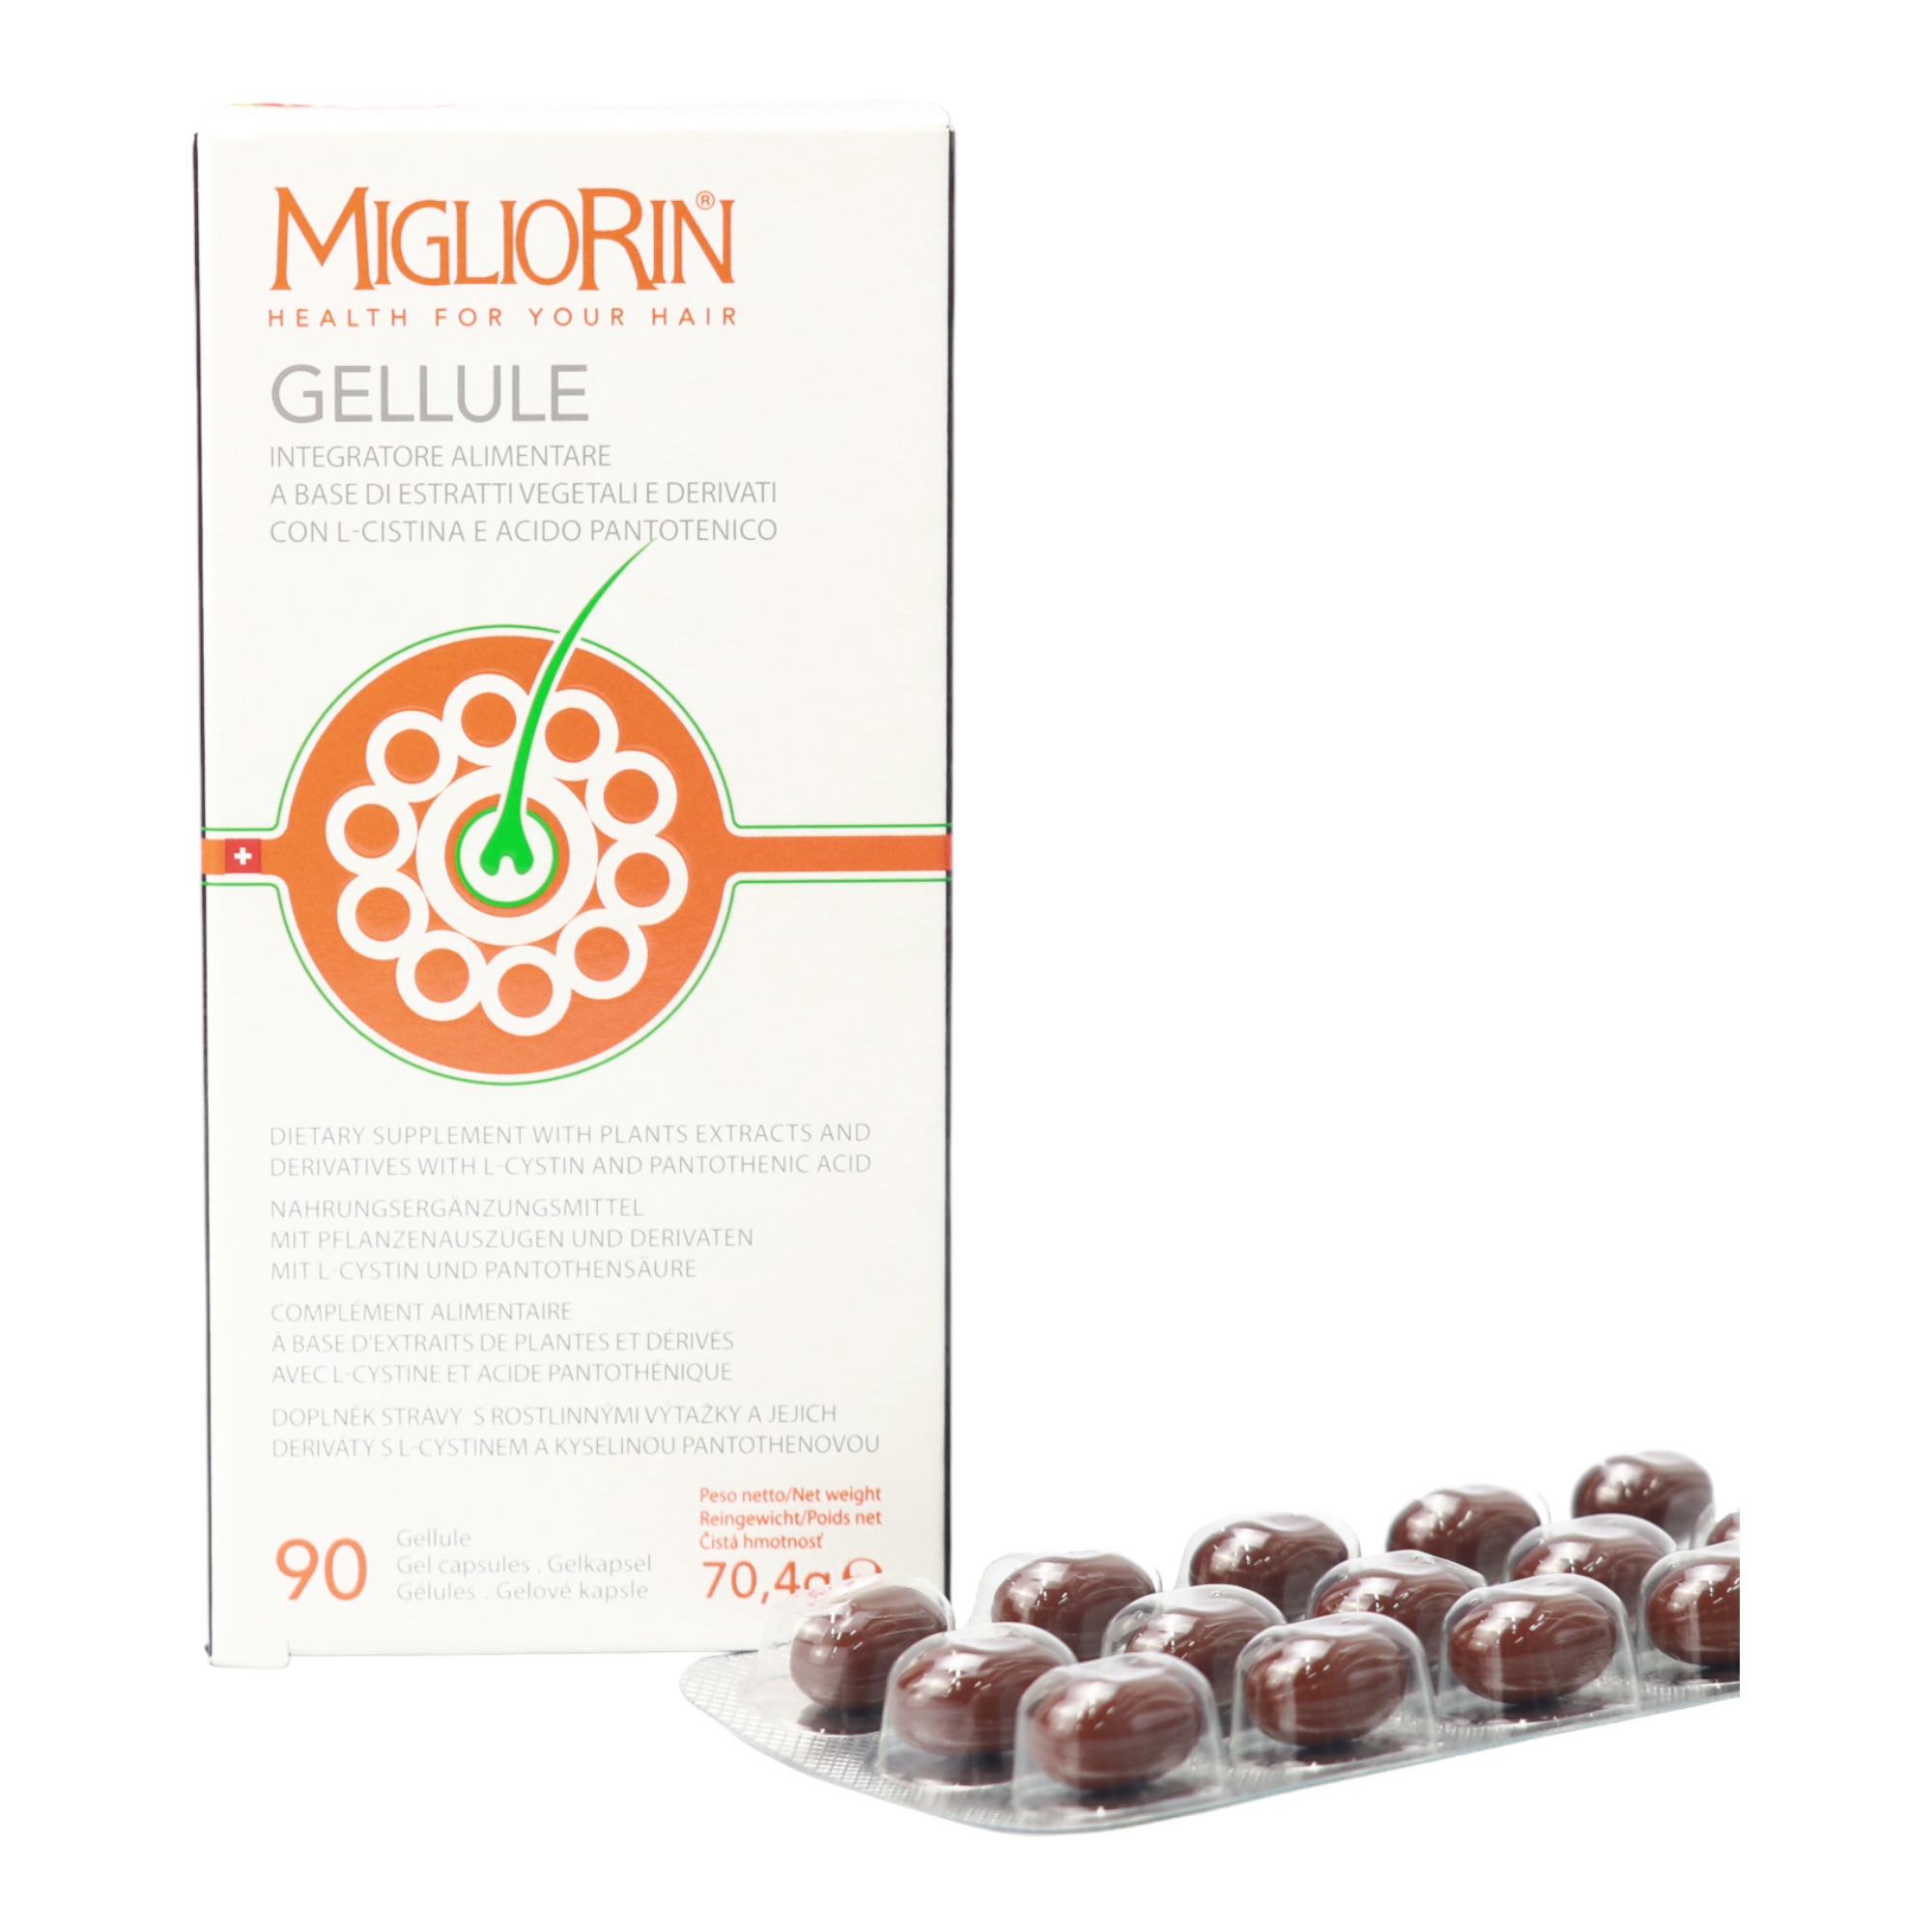 MIGLIORIN®
HEALTH FOR YOUR HAIR
GELLULE
INTEGRATORE ALIMENTARE
A BASE DI ESTRATTI VEGETALI E DERIVATI
CON L-CISTINA E ACIDO PANTOTENICO
DIETARY SUPPLEMENT WITH PLANTS EXTRACTS AND
DERIVATIVES WITH L-CYSTIN AND PANTOTHENIC ACID
NAHRUNGSERGÄNZUNGSMITTEL
MIT PFLANZENAUSZÜGEN UND DERIVATEN
MIT L-CYSTIN UND PANTOTHENSÄURE
COMPLÉMENT ALIMENTAIRE
À BASE D'EXTRAITS DE PLANTES ET DÉRIVÉS
AVEC L-CYSTINE ET ACIDE PANTOTHÉNIQUE
DOPLNĚK STRAVY S ROSTLINNÝMI VÝTAŽKY A JEJICH
DERIVÁTY S L-CYSTINEM A KYSELINOU PANTOTHENOVOU
90
Gellule
Gel capsules . Gelkapsel
Gélules . Gelové kapsle
Peso netto/Net weight
Reingewicht/Poids net
Čistá hmotnosť
70,4g ℮